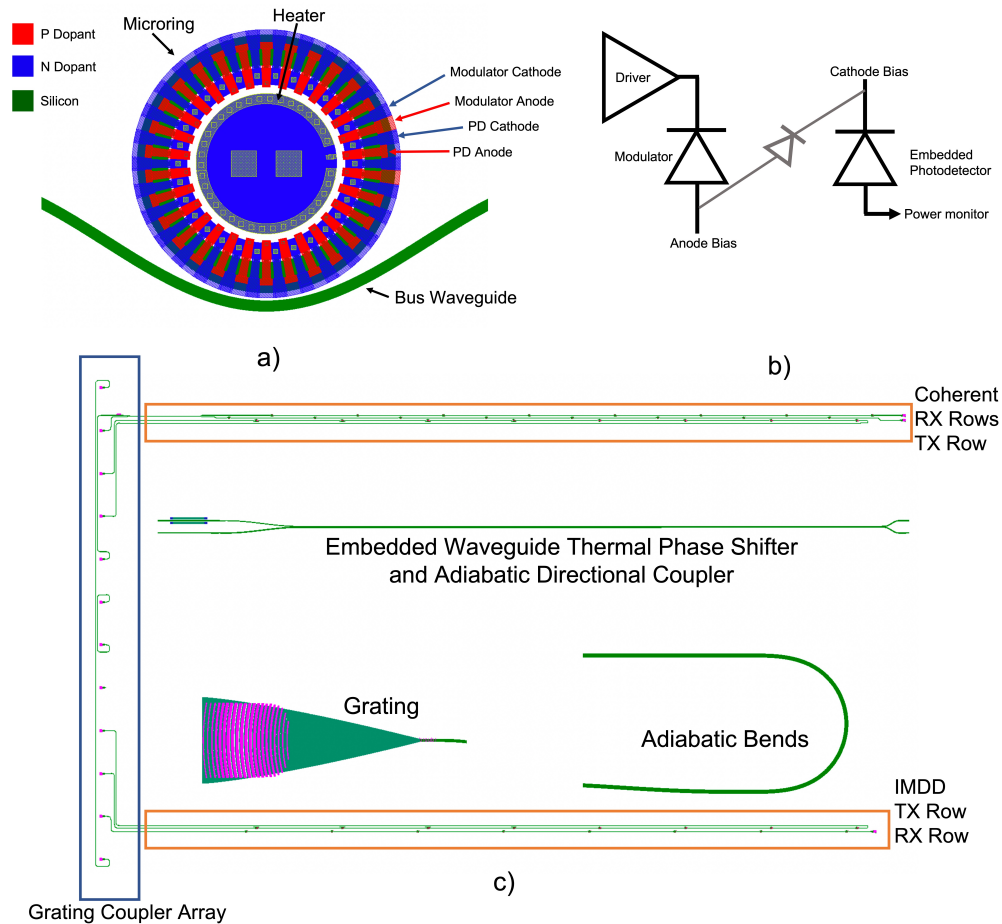 Microring
Heater
P Dopant
N Dopant
Silicon
Modulator Cathode
Modulator Anode
PD Cathode
PD Anode
Bus Waveguide
a)
Driver
Cathode Bias
Modulator
Embedded
Photodetector
Power monitor
Anode Bias
b)
Coherent
RX Rows
TX Row
Embedded Waveguide Thermal Phase Shifter
and Adiabatic Directional Coupler
Grating
Adiabatic Bends
IMDD
TX Row
RX Row
c)
Grating Coupler Array